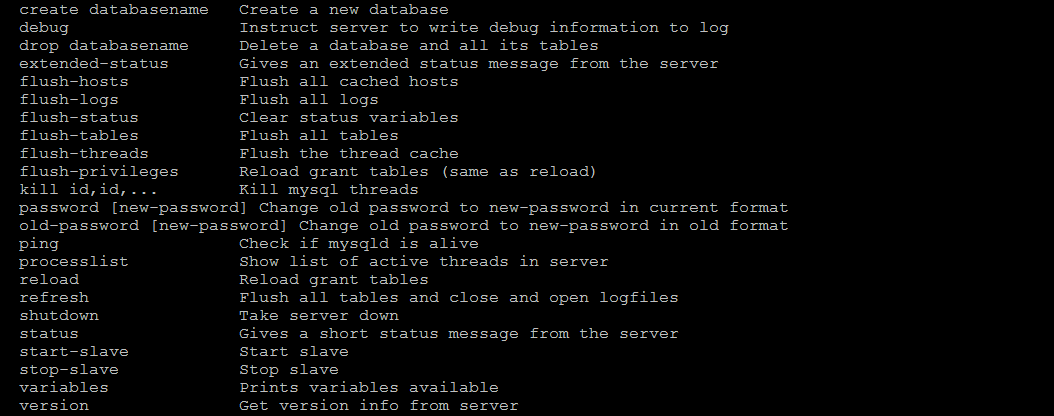 create databasename   Create a new database
debug                 Instruct server to write debug information to log
drop databasename     Delete a database and all its tables
extended-status       Gives an extended status message from the server
flush-hosts           Flush all cached hosts
flush-logs            Flush all logs
flush-status          Clear status variables
flush-tables          Flush all tables
flush-threads         Flush the thread cache
flush-privileges      Reload grant tables (same as reload)
kill id,id,...        Kill mysql threads
password [new-password] Change old password to new-password in current format
old-password [new-password] Change old password to new-password in old format
ping                  Check if mysqld is alive
processlist           Show list of active threads in server
reload                Reload grant tables
refresh               Flush all tables and close and open logfiles
shutdown              Take server down
status                Gives a short status message from the server
start-slave           Start slave
stop-slave            Stop slave
variables             Prints variables available
version               Get version info from server